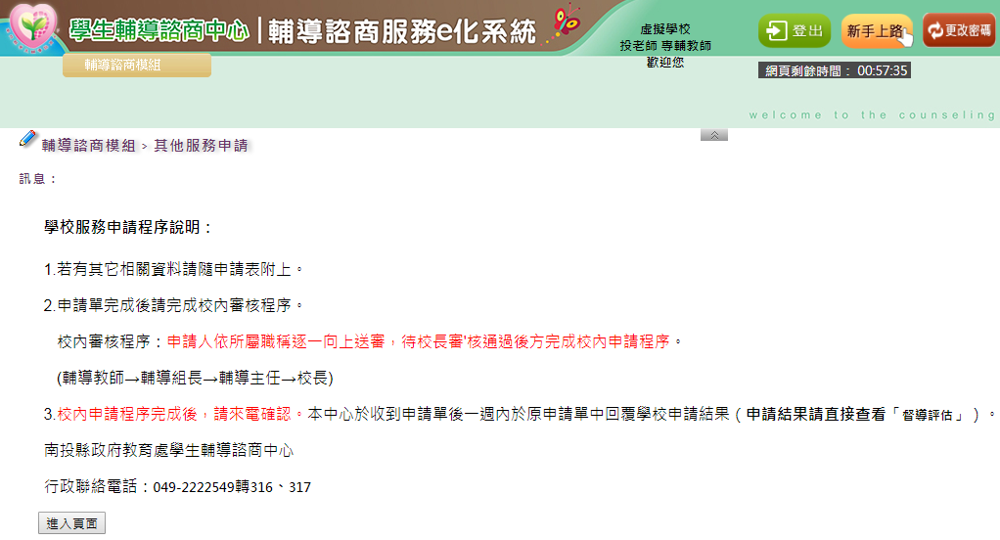 學生輔導諮商中心|輔導諮商服務e化系統
虛擬學校
投老師 專輔教師
歡迎您
登出
新手上路
更改密碼
輔導諮商模組
網頁剩餘時間： 00:57:35
welcome to the counseling
輔導諮商模組 > 其他服務申請
訊息：
學校服務申請程序說明：
1.若有其它相關資料請隨申請表附上。
2.申請單完成後請完成校內審核程序。
校內審核程序：申請人依所屬職稱逐一向上送審，待校長審'核通過後方完成校內申請程序。
(輔導教師→輔導組長→輔導主任→校長)
3.校內申請程序完成後，請來電確認。本中心於收到申請單後一週內於原申請單中回覆學校申請結果（申請結果請直接查看「督導評估」）。
南投縣政府教育處學生輔導諮商中心
行政聯絡電話：049-2222549轉316、317
進入頁面